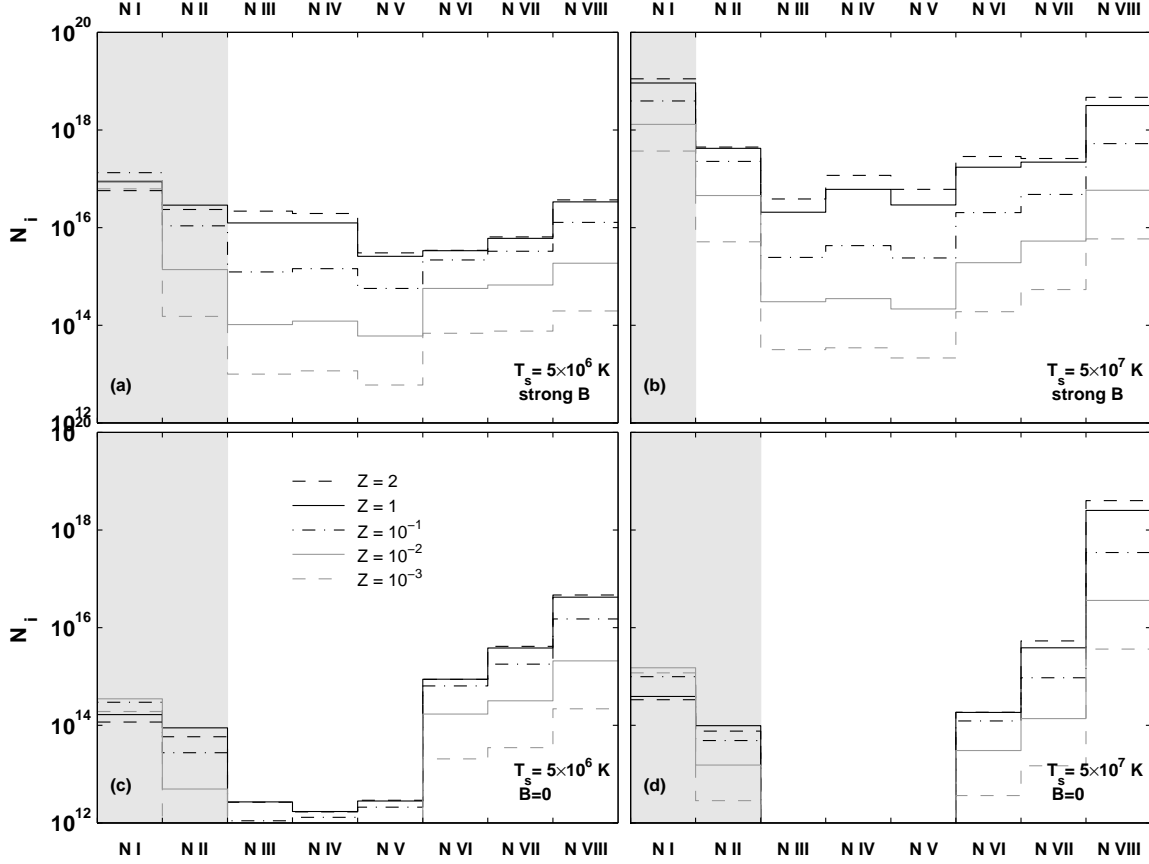 N I N II N III N IV N V N VI N VII N VIII N I N II N III N IV N V N VI N VII N VIII
10^20
10^18
10^16
10^14
10^12
N_i
(a)
T_s = 5×10^6 K
strong B
(b)
T_s = 5×10^7 K
strong B
10^20
10^18
10^16
10^14
10^12
N_i
Z = 2
Z = 1
Z = 10^−1
Z = 10^−2
Z = 10^−3
(c)
T_s = 5×10^6 K
B=0
(d)
T_s = 5×10^7 K
B=0
N I N II N III N IV N V N VI N VII N VIII N I N II N III N IV N V N VI N VII N VIII